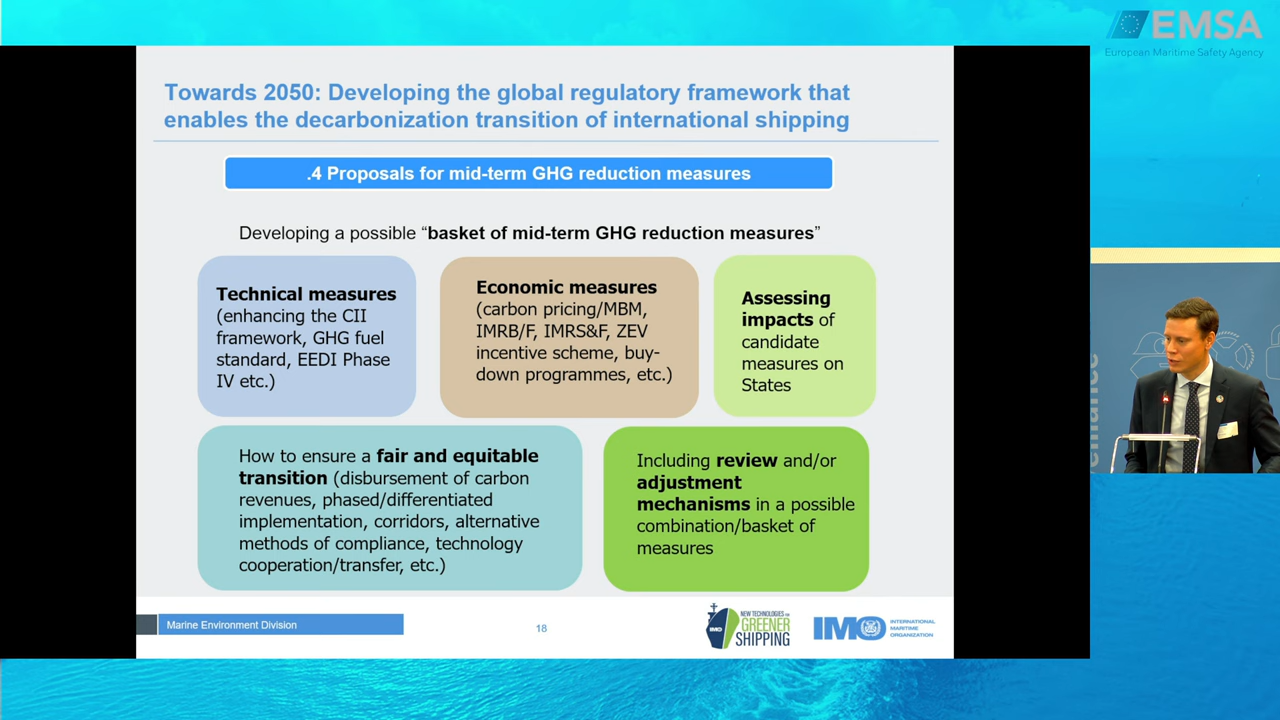 EMSA
European Maritime Safety Agency
Towards 2050: Developing the global regulatory framework that
enables the decarbonization transition of international shipping
.4 Proposals for mid-term GHG reduction measures
Developing a possible “basket of mid-term GHG reduction measures”
Technical measures
(enhancing the CII
framework, GHG fuel
standard, EEDI Phase
IV etc.)
Economic measures
(carbon pricing/MBM,
IMRB/F, IMRS&F, ZEV
incentive scheme, buy-
down programmes, etc.)
Assessing
impacts of
candidate
measures on
States
How to ensure a fair and equitable
transition (disbursement of carbon
revenues, phased/differentiated
implementation, corridors, alternative
methods of compliance, technology
cooperation/transfer, etc.)
Including review and/or
adjustment
mechanisms in a possible
combination/basket of
measures
Marine Environment Division
18
IMO
NEW TECHNOLOGIES FOR
GREENER
SHIPPING
IMO
INTERNATIONAL
MARITIME
ORGANIZATION